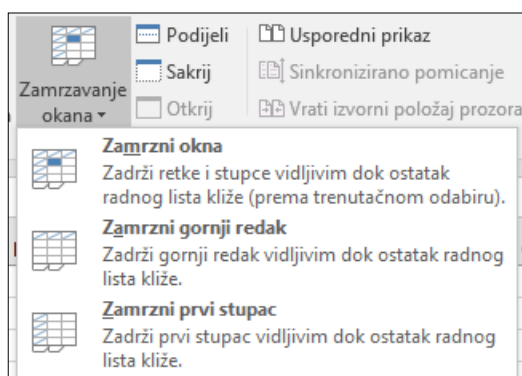 Podijeli
Usporedni prikaz
Sakrij
Sinkronizirano pomicanje
Zamrzavanje
okana
Otkrij
Vrati izvorni položaj prozora
Zamrzni okna
Zadrži retke i stupce vidljivim dok ostatak
radnog lista kliže (prema trenutačnom odabiru).
Zamrzni gornji redak
Zadrži gornji redak vidljivim dok ostatak radnog
lista kliže.
Zamrzni prvi stupac
Zadrži prvi stupac vidljivim dok ostatak radnog
lista kliže.